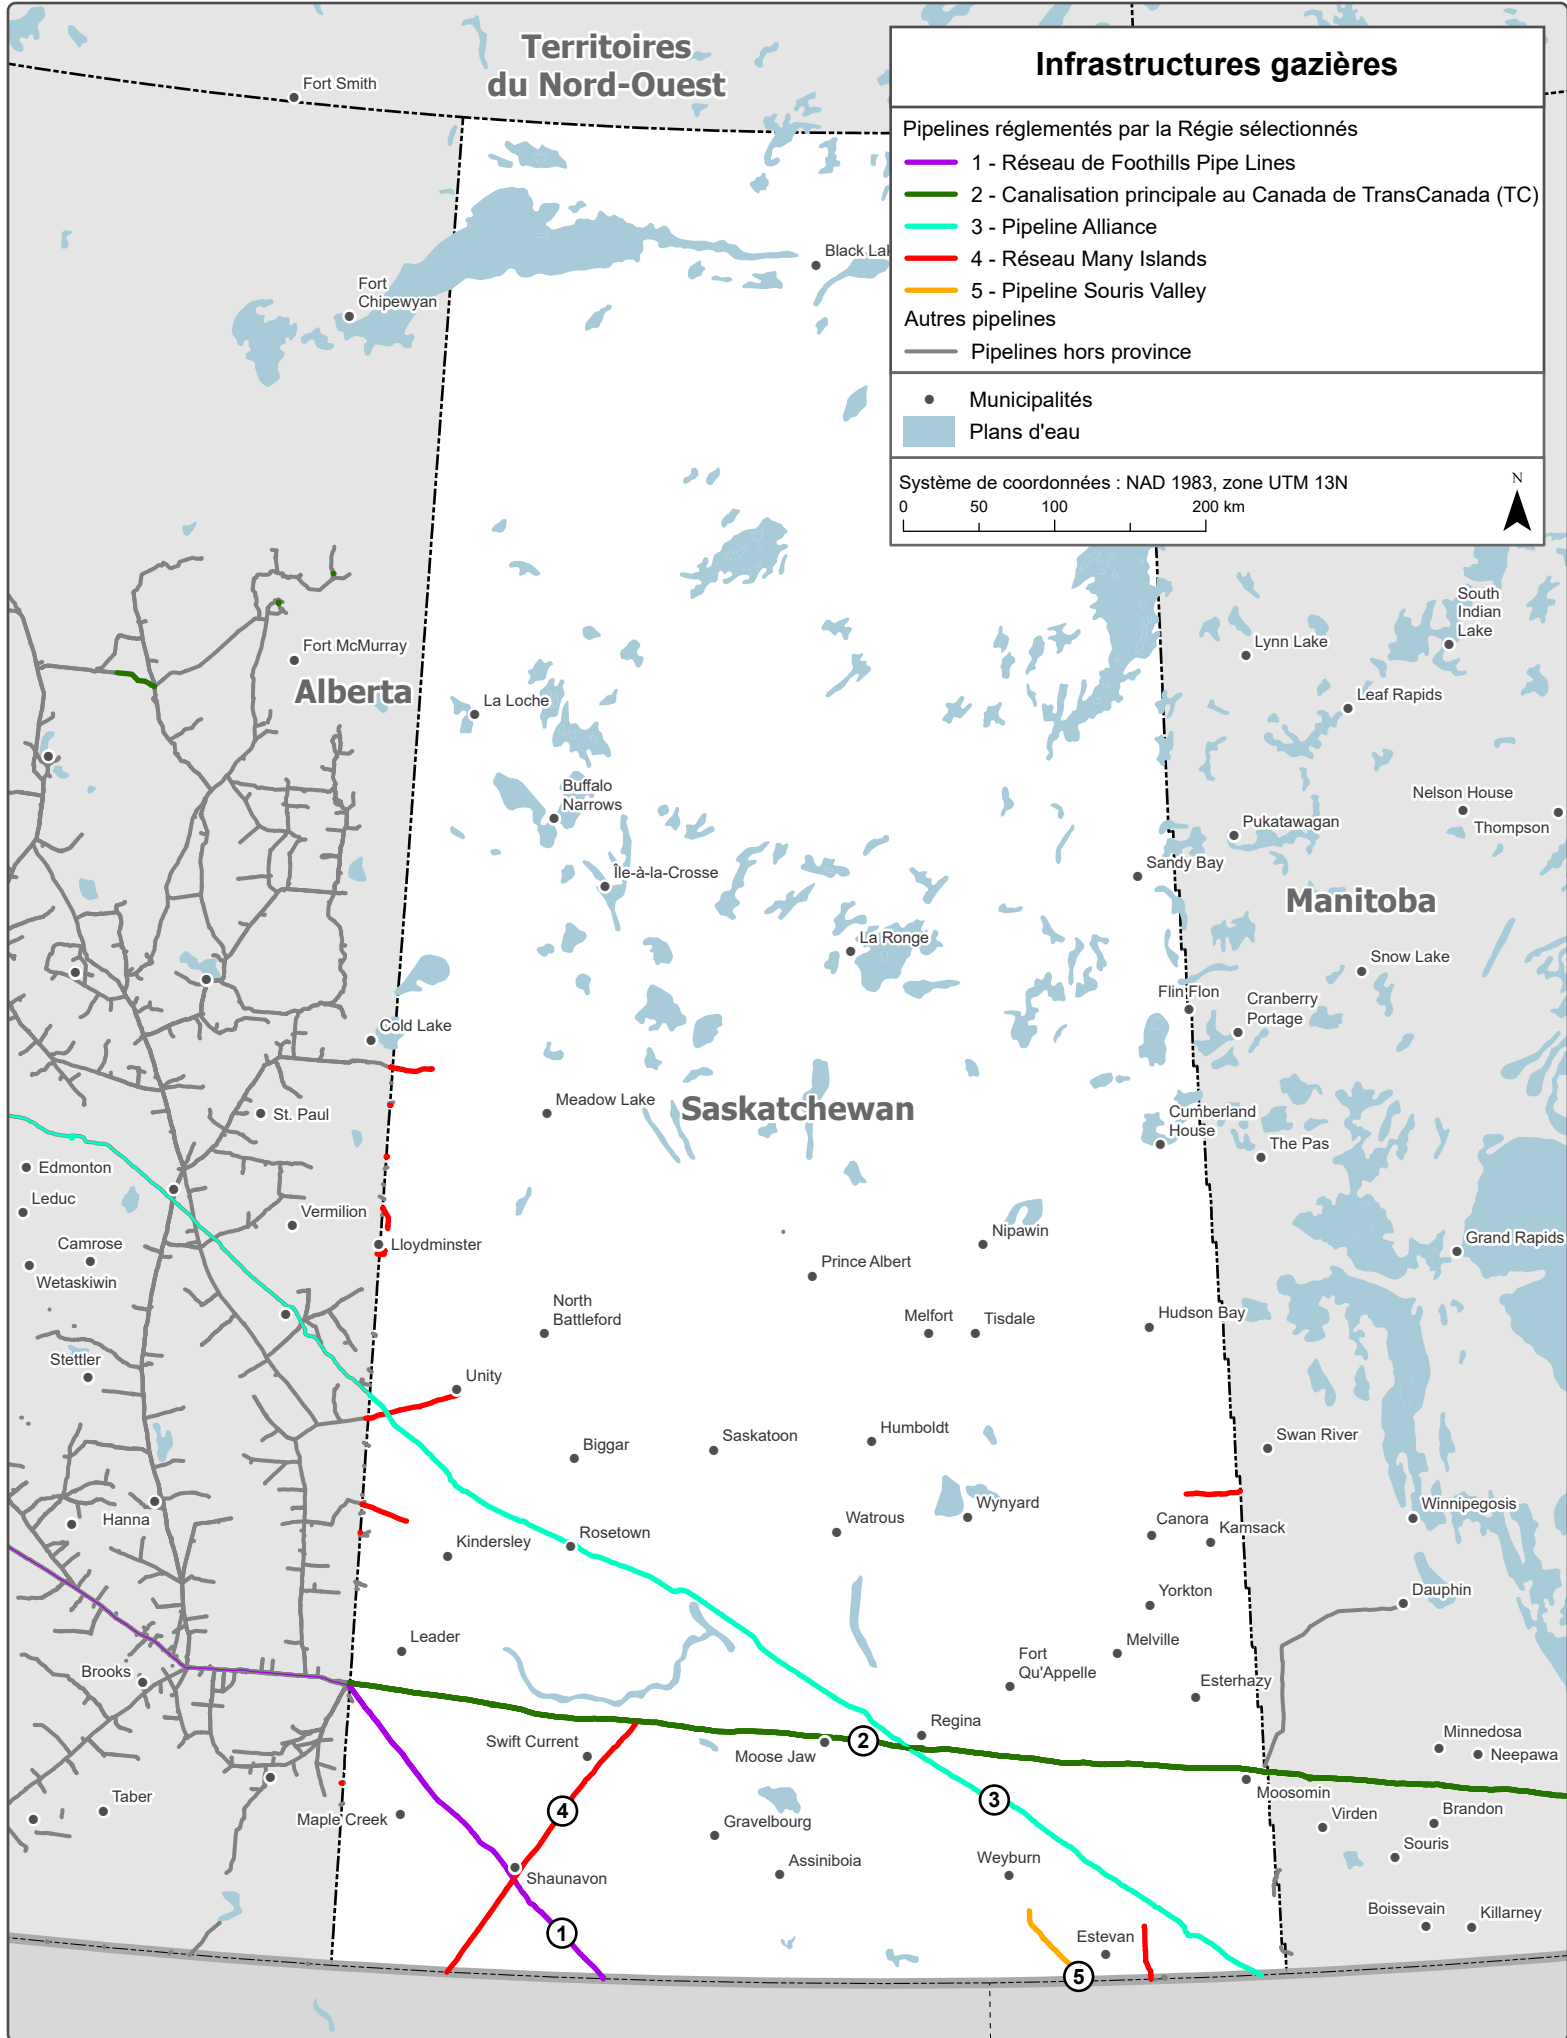 Territoires
du Nord-Ouest
Infrastructures gazières
Pipelines réglementés par la Régie sélectionnés
1 - Réseau de Foothills Pipe Lines
2 - Canalisation principale au Canada de TransCanada (TC)
3 - Pipeline Alliance
4 - Réseau Many Islands
5 - Pipeline Souris Valley
Autres pipelines
Pipelines hors province
Municipalités
Plans d'eau
Système de coordonnées : NAD 1983, zone UTM 13N
N
0 50 100 200 km
Fort Smith
Black Lak
Fort
Chipewyan
South
Indian
Lake
Lynn Lake
Fort McMurray
Alberta
La Loche
Leaf Rapids
Buffalo
Narrows
Nelson House
Thompson
Pukatawagan
Sandy Bay
Île-à-la-Crosse
Manitoba
La Ronge
Snow Lake
Flin Flon
Cranberry
Portage
Cold Lake
Meadow Lake
Saskatchewan
St. Paul
Cumberland
House
The Pas
Edmonton
Leduc
Vermilion
Camrose
Lloydminster
Nipawin
Grand Rapids
Wetaskiwin
Prince Albert
North
Battleford
Melfort
Tisdale
Hudson Bay
Stettler
Unity
Biggar
Saskatoon
Humboldt
Swan River
Hanna
Watrous
Wynyard
Winnipegosis
Canora
Kamsack
Kindersley
Rosetown
Yorkton
Dauphin
Leader
Melville
Fort
Qu'Appelle
Brooks
Esterhazy
Regina
Swift Current
Moose Jaw
2
Minnedosa
Neepawa
Taber
Maple Creek
4
3
Moosomin
Virden
Brandon
Gravelbourg
Souris
Assiniboia
Weyburn
Shaunavon
Boissevain
Killarney
1
Estevan
5